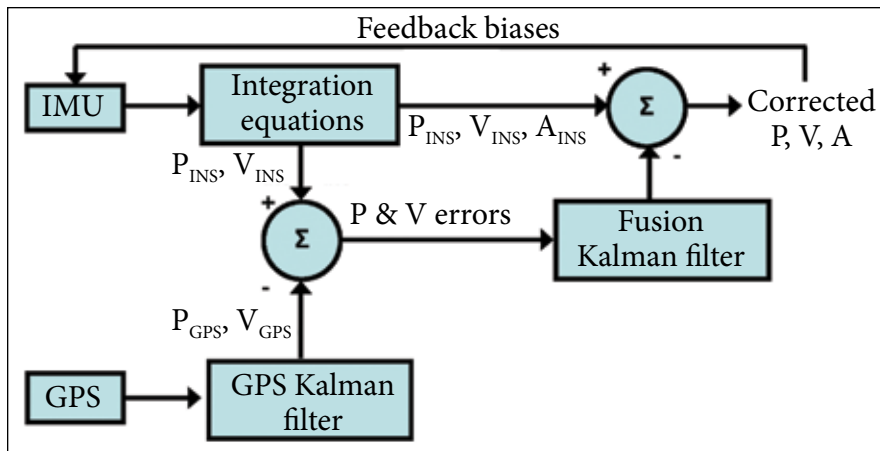 Feedback biases
IMU
Integration
equations
+
Σ
-
Corrected
P, V, A
P_INS, V_INS, A_INS
P_INS, V_INS
+
Σ
-
P & V errors
Fusion
Kalman filter
P_GPS, V_GPS
GPS
GPS Kalman
filter